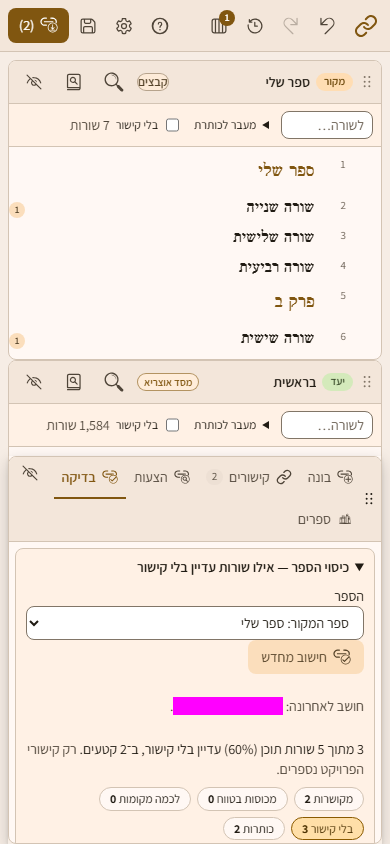 (2)
1
מקור ספר שלי קבצים
לשורה... מעבר לכותרת בלי קישור 7 שורות
1 ספר שלי
2 שורה שנייה 1
3 שורה שלישית
4 שורה רביעית
5 פרק ב
6 שורה שישית 1
יעד בראשית מסד אוצריא
לשורה... מעבר לכותרת בלי קישור 1,584 שורות
בונה קישורים 2 הצעות בדיקה
ספרים
כיסוי הספר — אילו שורות עדיין בלי קישור
הספר
ספר המקור: ספר שלי
חישוב מחדש
חושב לאחרונה: .
3 מתוך 5 שורות תוכן (60%) עדיין בלי קישור, ב־2 קטעים. רק קישורי
הפרויקט נספרים.
מקושרות 2 מכוסות בטווח 0 לכמה מקומות 0
בלי קישור 3 כותרות 2